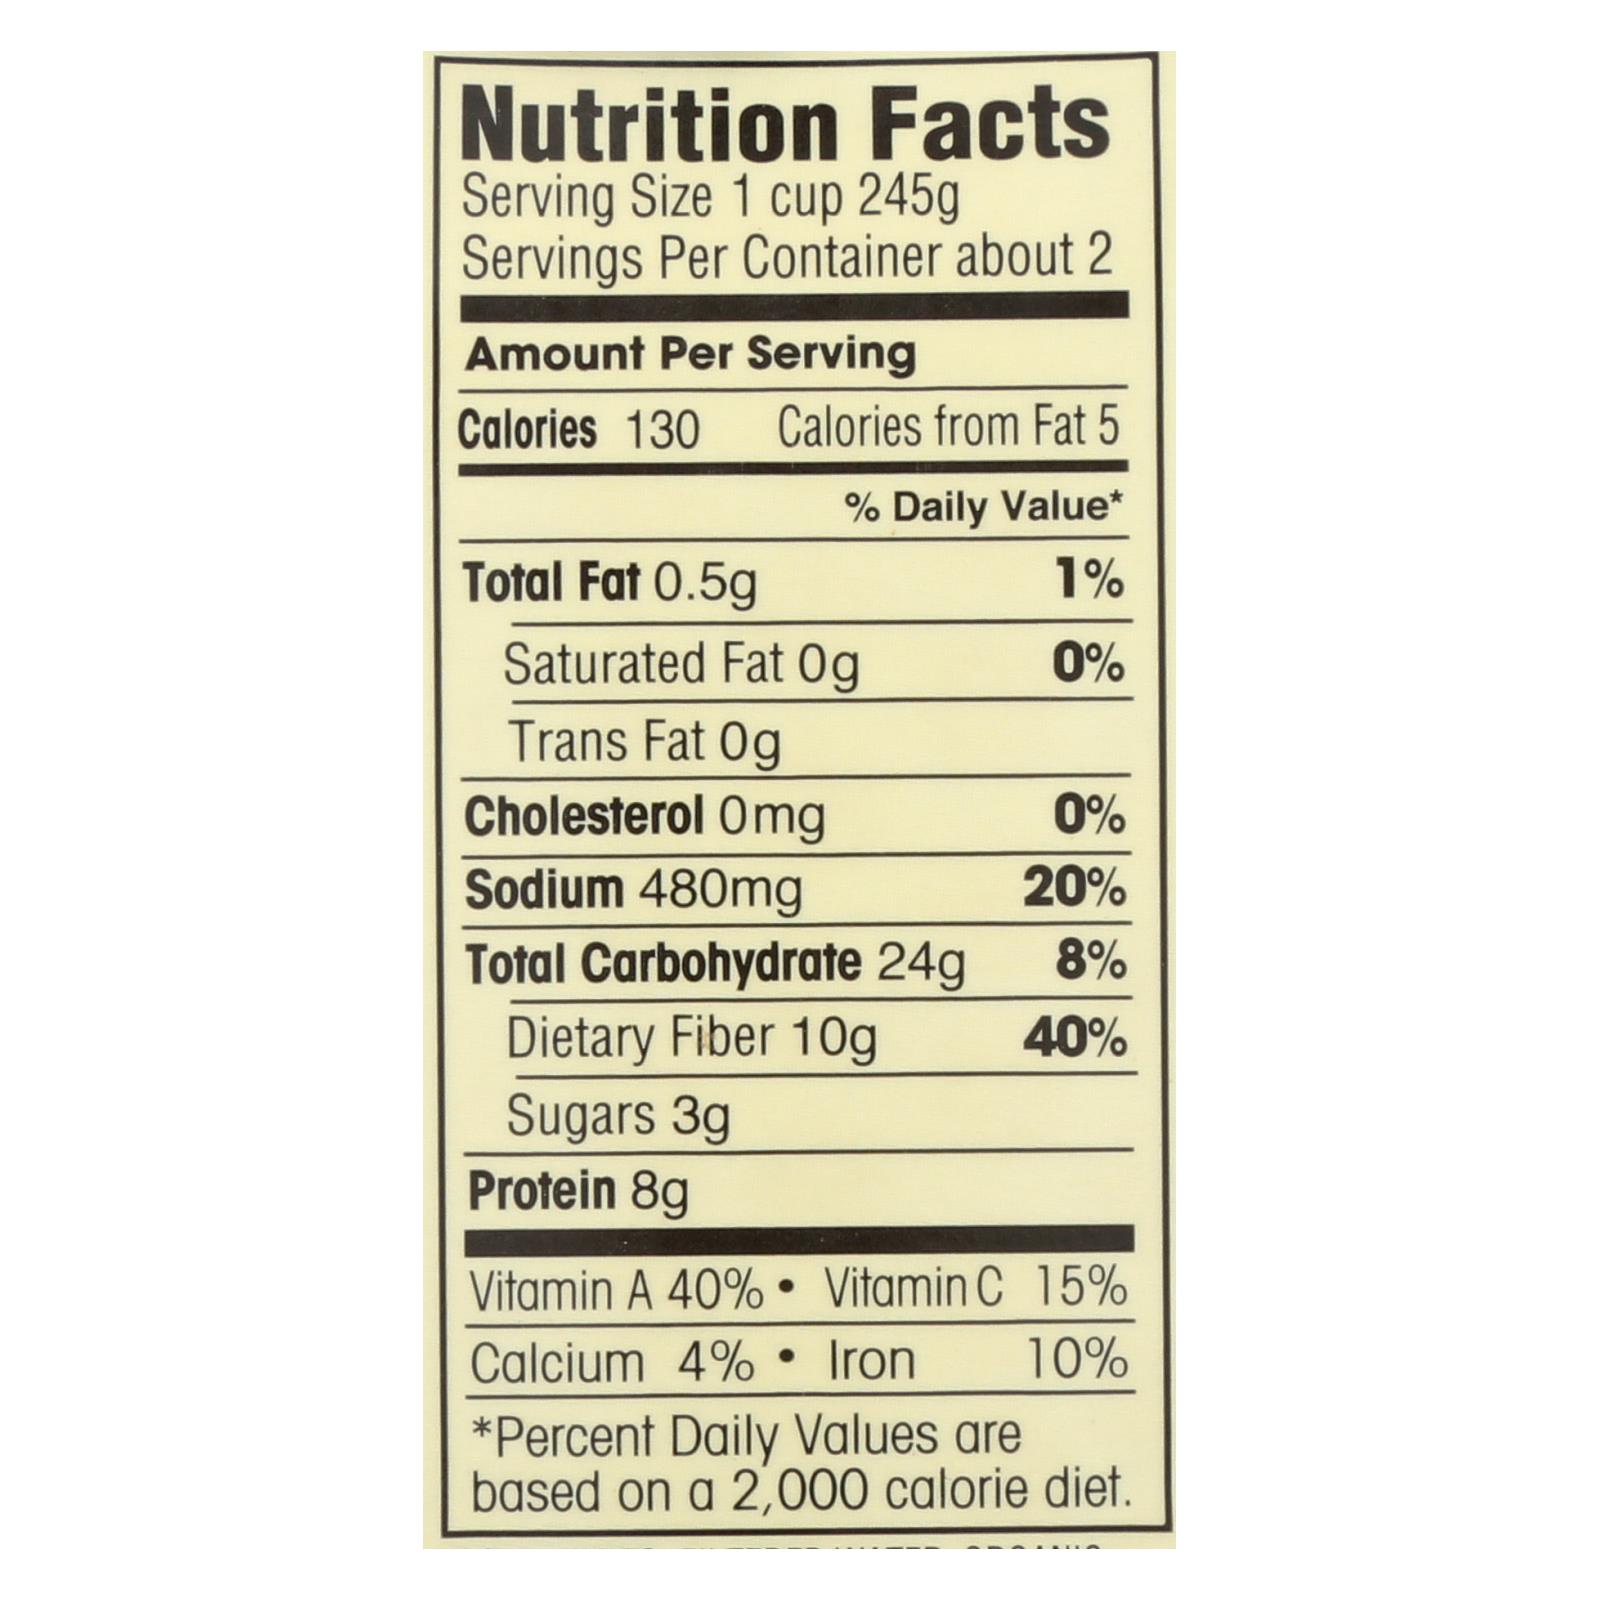 Nutrition Facts
Serving Size 1 cup 245g
Servings Per Container about 2
Amount Per Serving
Calories 130 Calories from Fat 5
% Daily Value*
Total Fat 0.5g 1%
Saturated Fat 0g 0%
Trans Fat 0g
Cholesterol 0mg 0%
Sodium 480mg 20%
Total Carbohydrate 24g 8%
Dietary Fiber 10g 40%
Sugars 3g
Protein 8g
Vitamin A 40% • Vitamin C 15%
Calcium 4% • Iron 10%
*Percent Daily Values are
based on a 2,000 calorie diet.